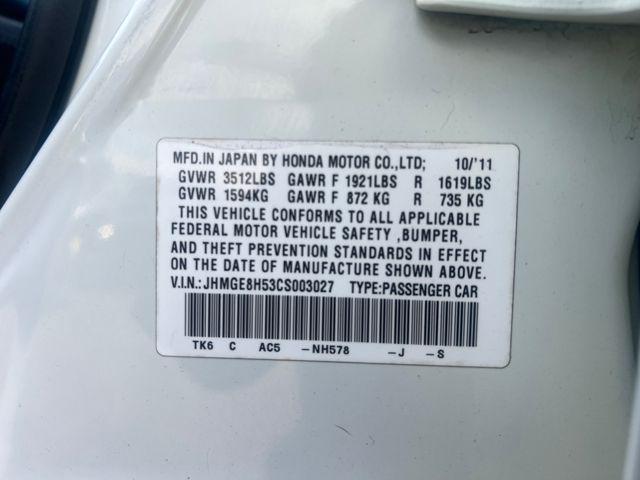 MFD.IN JAPAN BY HONDA MOTOR CO.,LTD; 10/'11
GVWR 3512LBS GAWR F 1921LBS R 1619LBS
GVWR 1594KG GAWR F 872 KG R 735 KG
THIS VEHICLE CONFORMS TO ALL APPLICABLE
FEDERAL MOTOR VEHICLE SAFETY ,BUMPER,
AND THEFT PREVENTION STANDARDS IN EFFECT
ON THE DATE OF MANUFACTURE SHOWN ABOVE.
V.I.N.:JHMGE8H53CS003027 TYPE:PASSENGER CAR
TK6 C AC5 -NH578 -J -S